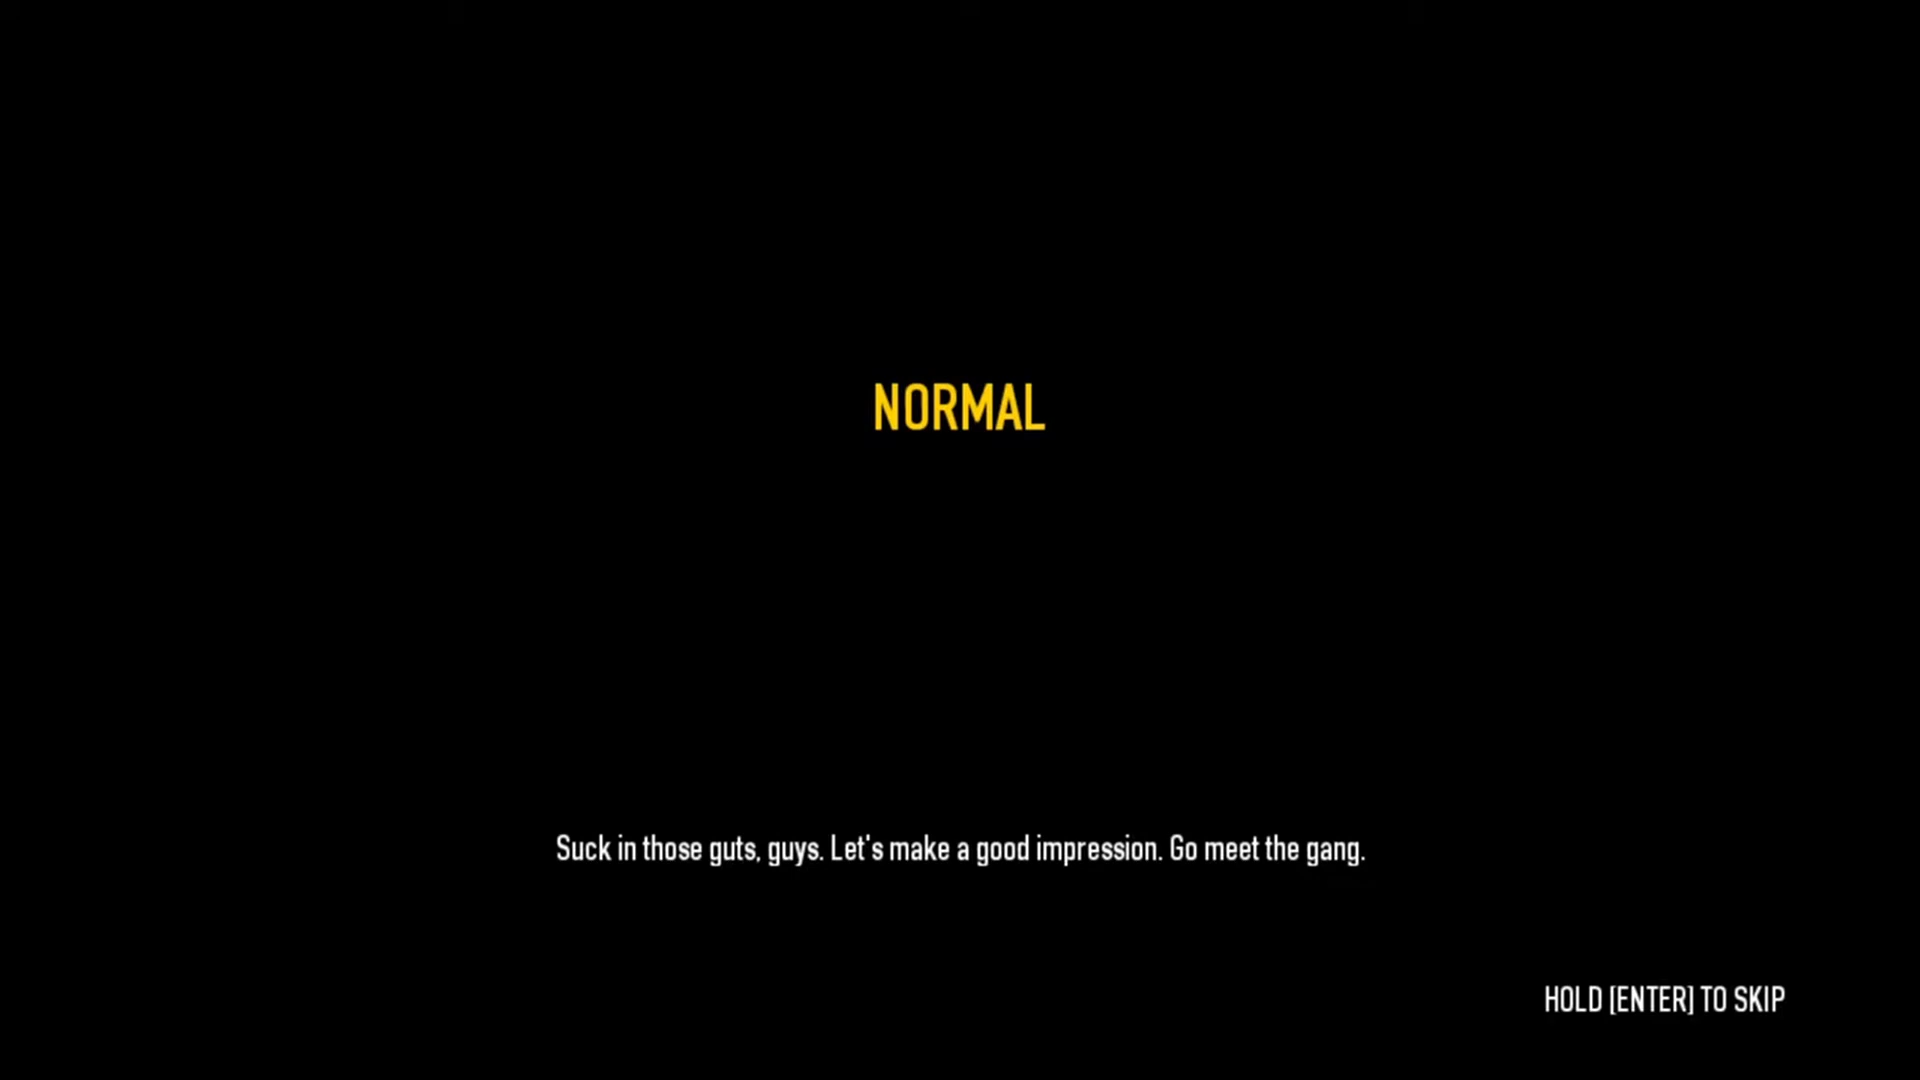 NORMAL
Suck in those guts, guys. Let's make a good impression. Go meet the gang.
HOLD [ENTER] TO SKIP